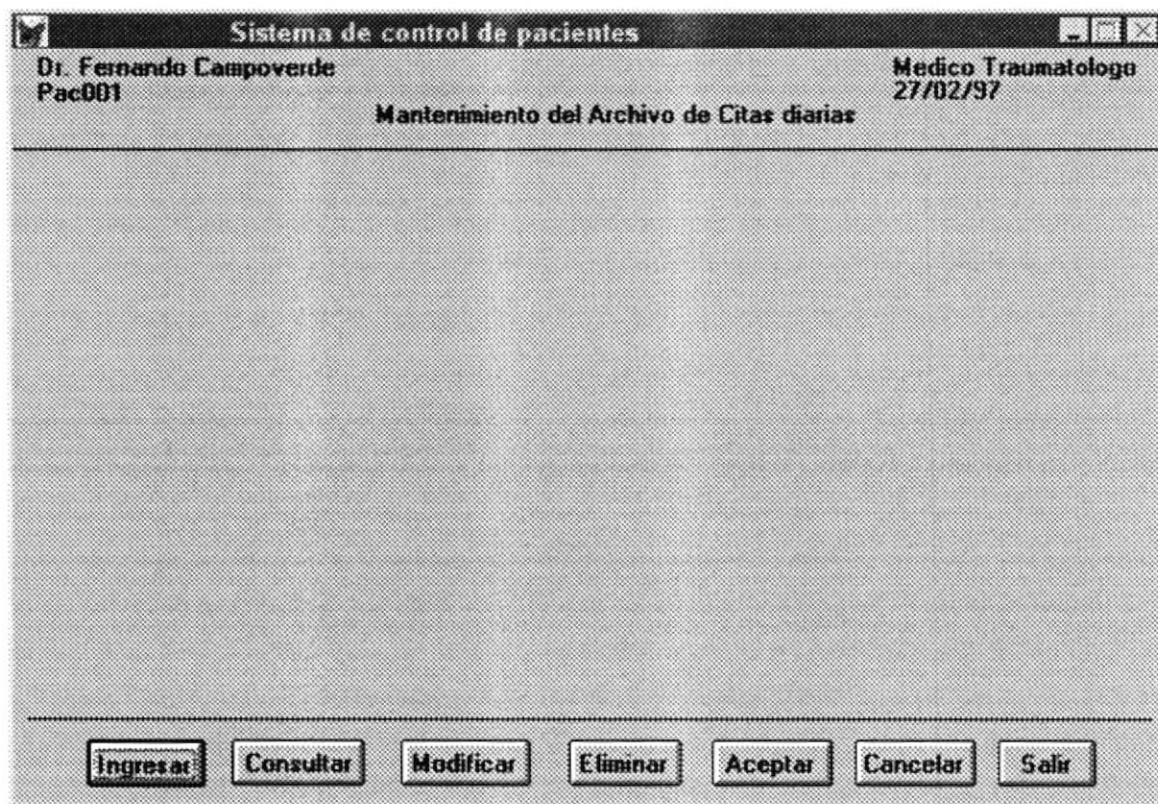 Sistema de control de pacientes
Dr. Fernando Campoverde
Medico Traumatologo
Pac001
27/02/97
Mantenimiento del Archivo de Citas diarias
Ingresar Consultar Modificar Eliminar Aceptar Cancelar Salir